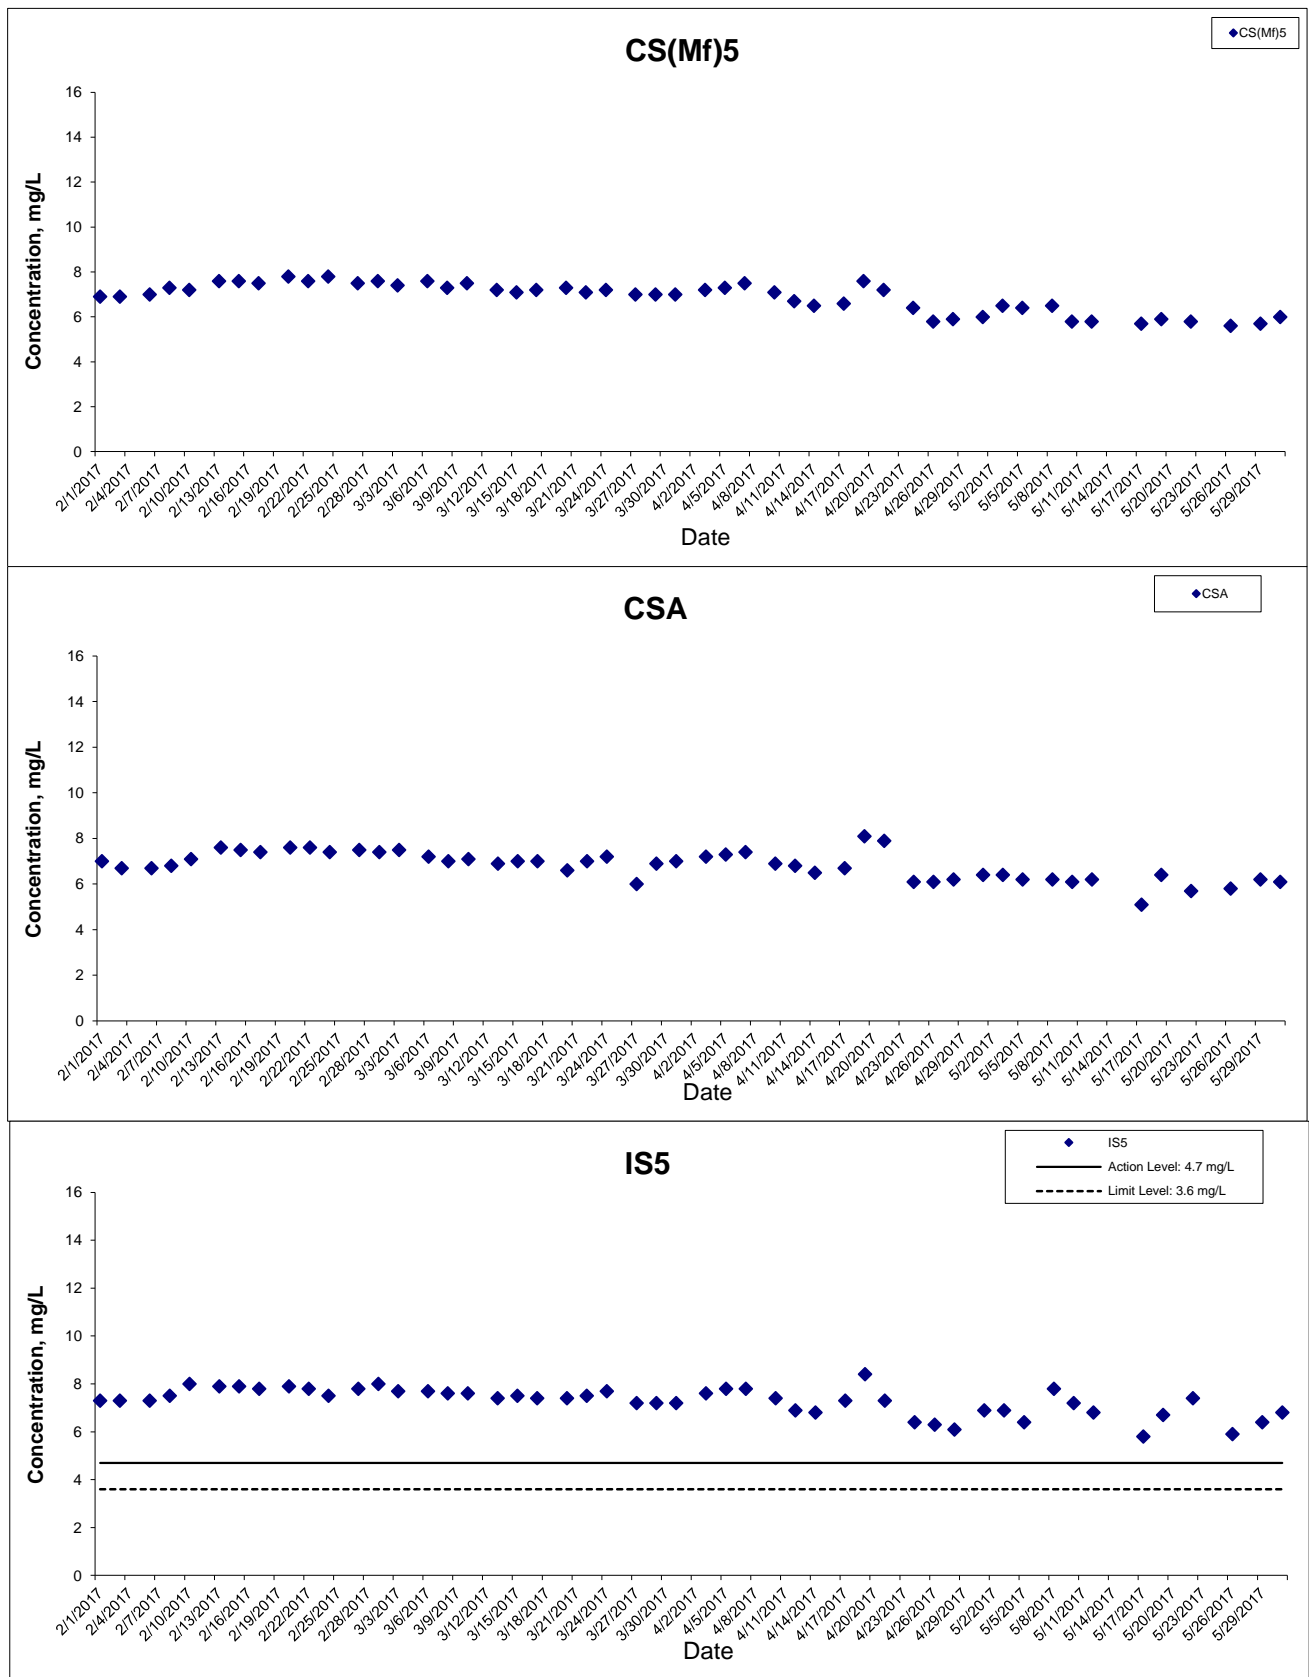 CS(Mf)5
CS(Mf)5
Concentration, mg/L
16
14
12
10
8
6
4
2
0
2/1/2017 2/4/2017 2/7/2017 2/10/2017 2/13/2017 2/16/2017 2/19/2017 2/22/2017 2/25/2017 2/28/2017 3/3/2017 3/6/2017 3/9/2017 3/12/2017 3/15/2017 3/18/2017 3/21/2017 3/24/2017 3/27/2017 3/30/2017 4/2/2017 4/5/2017 4/8/2017 4/11/2017 4/14/2017 4/17/2017 4/20/2017 4/23/2017 4/26/2017 4/29/2017 5/2/2017 5/5/2017 5/8/2017 5/11/2017 5/14/2017 5/17/2017 5/20/2017 5/23/2017 5/26/2017 5/29/2017
Date
CSA
CSA
Concentration, mg/L
16
14
12
10
8
6
4
2
0
2/1/2017 2/4/2017 2/7/2017 2/10/2017 2/13/2017 2/16/2017 2/19/2017 2/22/2017 2/25/2017 2/28/2017 3/3/2017 3/6/2017 3/9/2017 3/12/2017 3/15/2017 3/18/2017 3/21/2017 3/24/2017 3/27/2017 3/30/2017 4/2/2017 4/5/2017 4/8/2017 4/11/2017 4/14/2017 4/17/2017 4/20/2017 4/23/2017 4/26/2017 4/29/2017 5/2/2017 5/5/2017 5/8/2017 5/11/2017 5/14/2017 5/17/2017 5/20/2017 5/23/2017 5/26/2017 5/29/2017
Date
IS5
IS5
Action Level: 4.7 mg/L
Limit Level: 3.6 mg/L
Concentration, mg/L
16
14
12
10
8
6
4
2
0
2/1/2017 2/4/2017 2/7/2017 2/10/2017 2/13/2017 2/16/2017 2/19/2017 2/22/2017 2/25/2017 2/28/2017 3/3/2017 3/6/2017 3/9/2017 3/12/2017 3/15/2017 3/18/2017 3/21/2017 3/24/2017 3/27/2017 3/30/2017 4/2/2017 4/5/2017 4/8/2017 4/11/2017 4/14/2017 4/17/2017 4/20/2017 4/23/2017 4/26/2017 4/29/2017 5/2/2017 5/5/2017 5/8/2017 5/11/2017 5/14/2017 5/17/2017 5/20/2017 5/23/2017 5/26/2017 5/29/2017
Date